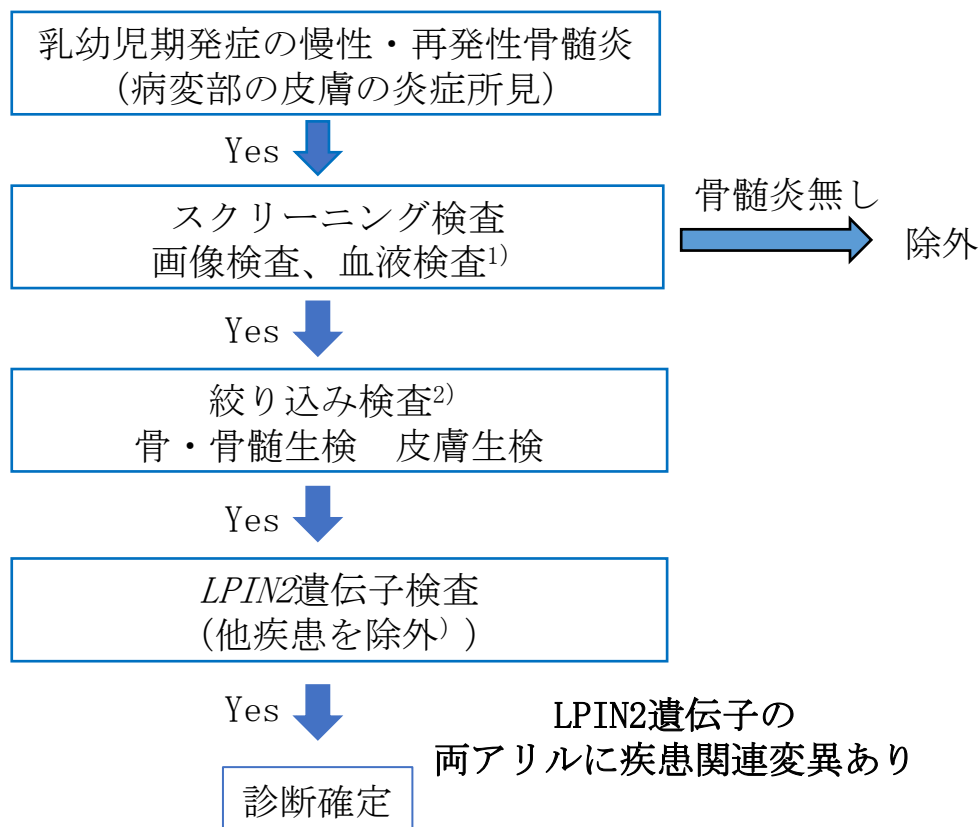 乳幼児期発症の慢性・再発性骨髄炎
(病変部の皮膚の炎症所見)
Yes
スクリーニング検査
画像検査、血液検査1)
骨髄炎無し
除外
Yes
絞り込み検査2)
骨・骨髄生検　皮膚生検
Yes
LPIN2遺伝子検査
(他疾患を除外) )
Yes
LPIN2遺伝子の
両アリルに疾患関連変異あり
診断確定